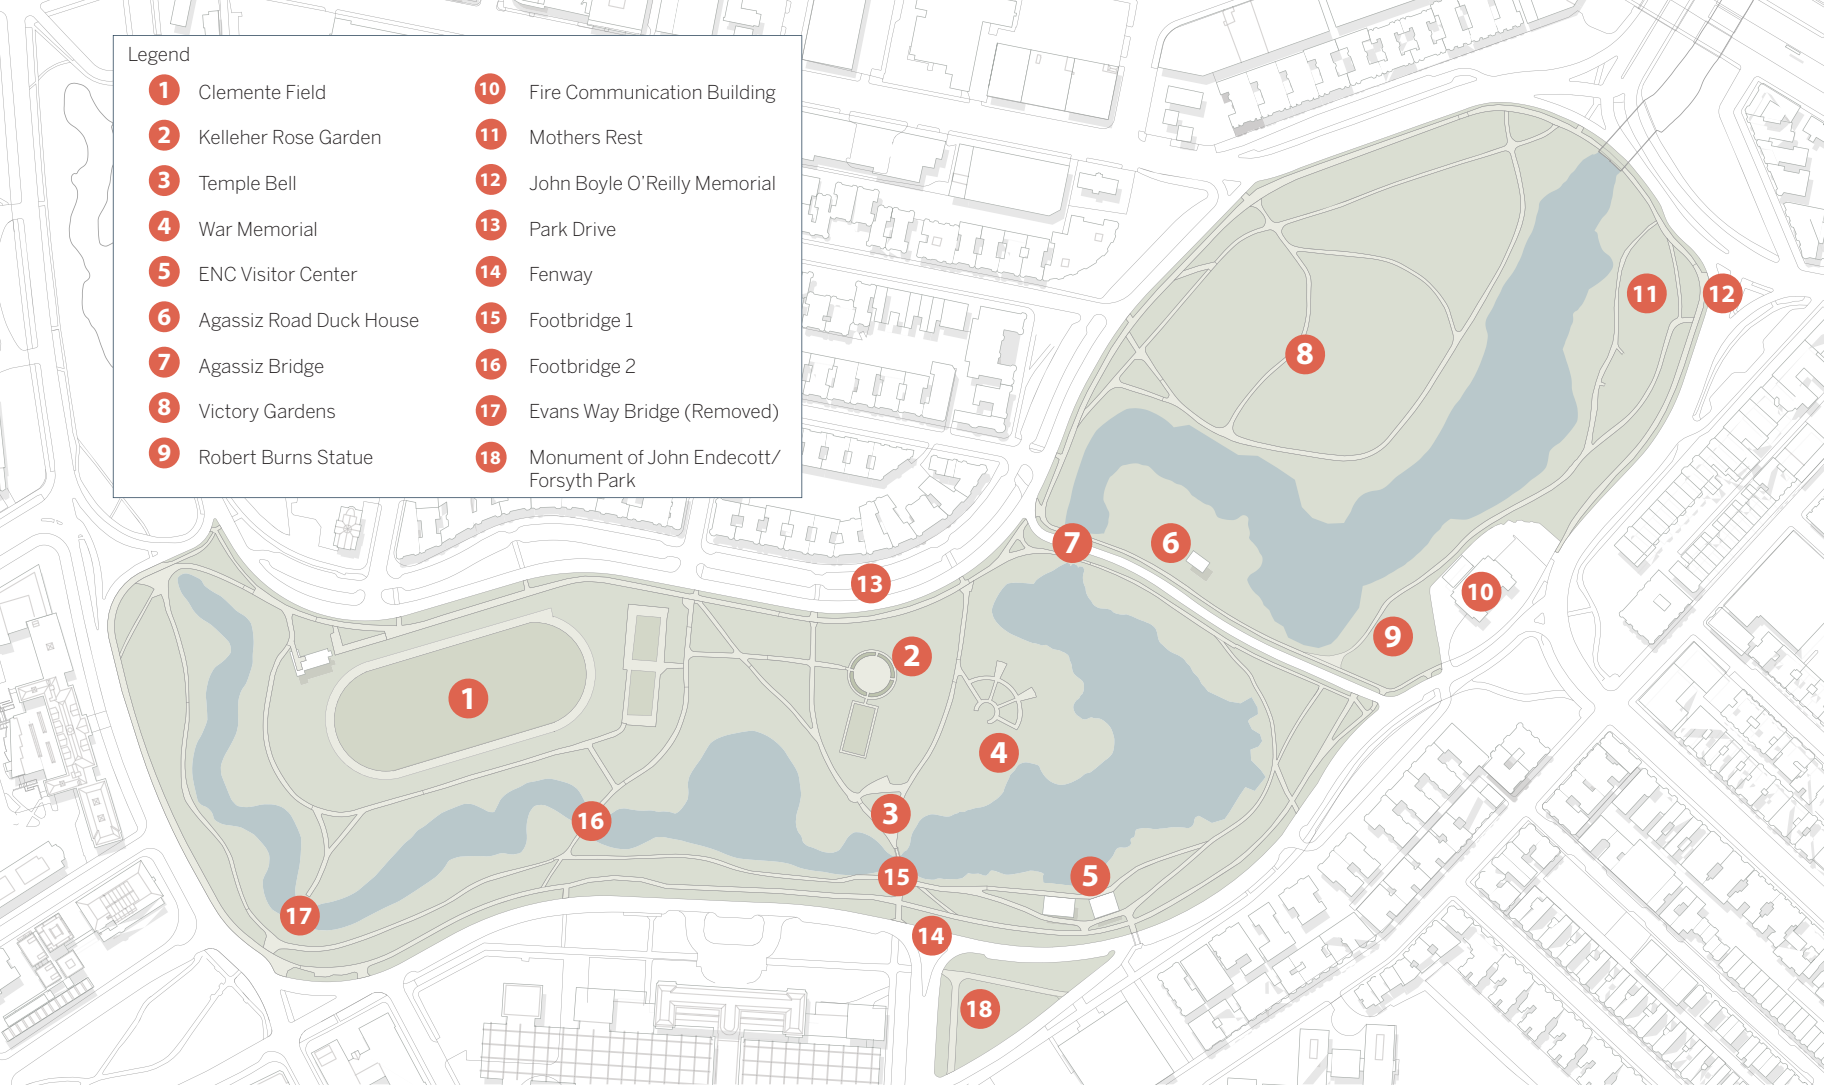 Legend
1 Clemente Field
2 Kelleher Rose Garden
3 Temple Bell
4 War Memorial
5 ENC Visitor Center
6 Agassiz Road Duck House
7 Agassiz Bridge
8 Victory Gardens
9 Robert Burns Statue
10 Fire Communication Building
11 Mothers Rest
12 John Boyle O'Reilly Memorial
13 Park Drive
14 Fenway
15 Footbridge 1
16 Footbridge 2
17 Evans Way Bridge (Removed)
18 Monument of John Endecott/
Forsyth Park
11
12
8
7
6
13
10
9
2
1
4
3
16
15
5
17
14
18